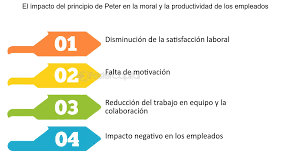 El impacto del principio de Peter en la moral y la productividad de los empleados
01
Disminución de la satisfacción laboral
02
Falta de motivación
03
Reducción del trabajo en equipo y la
colaboración
04
Impacto negativo en los empleados